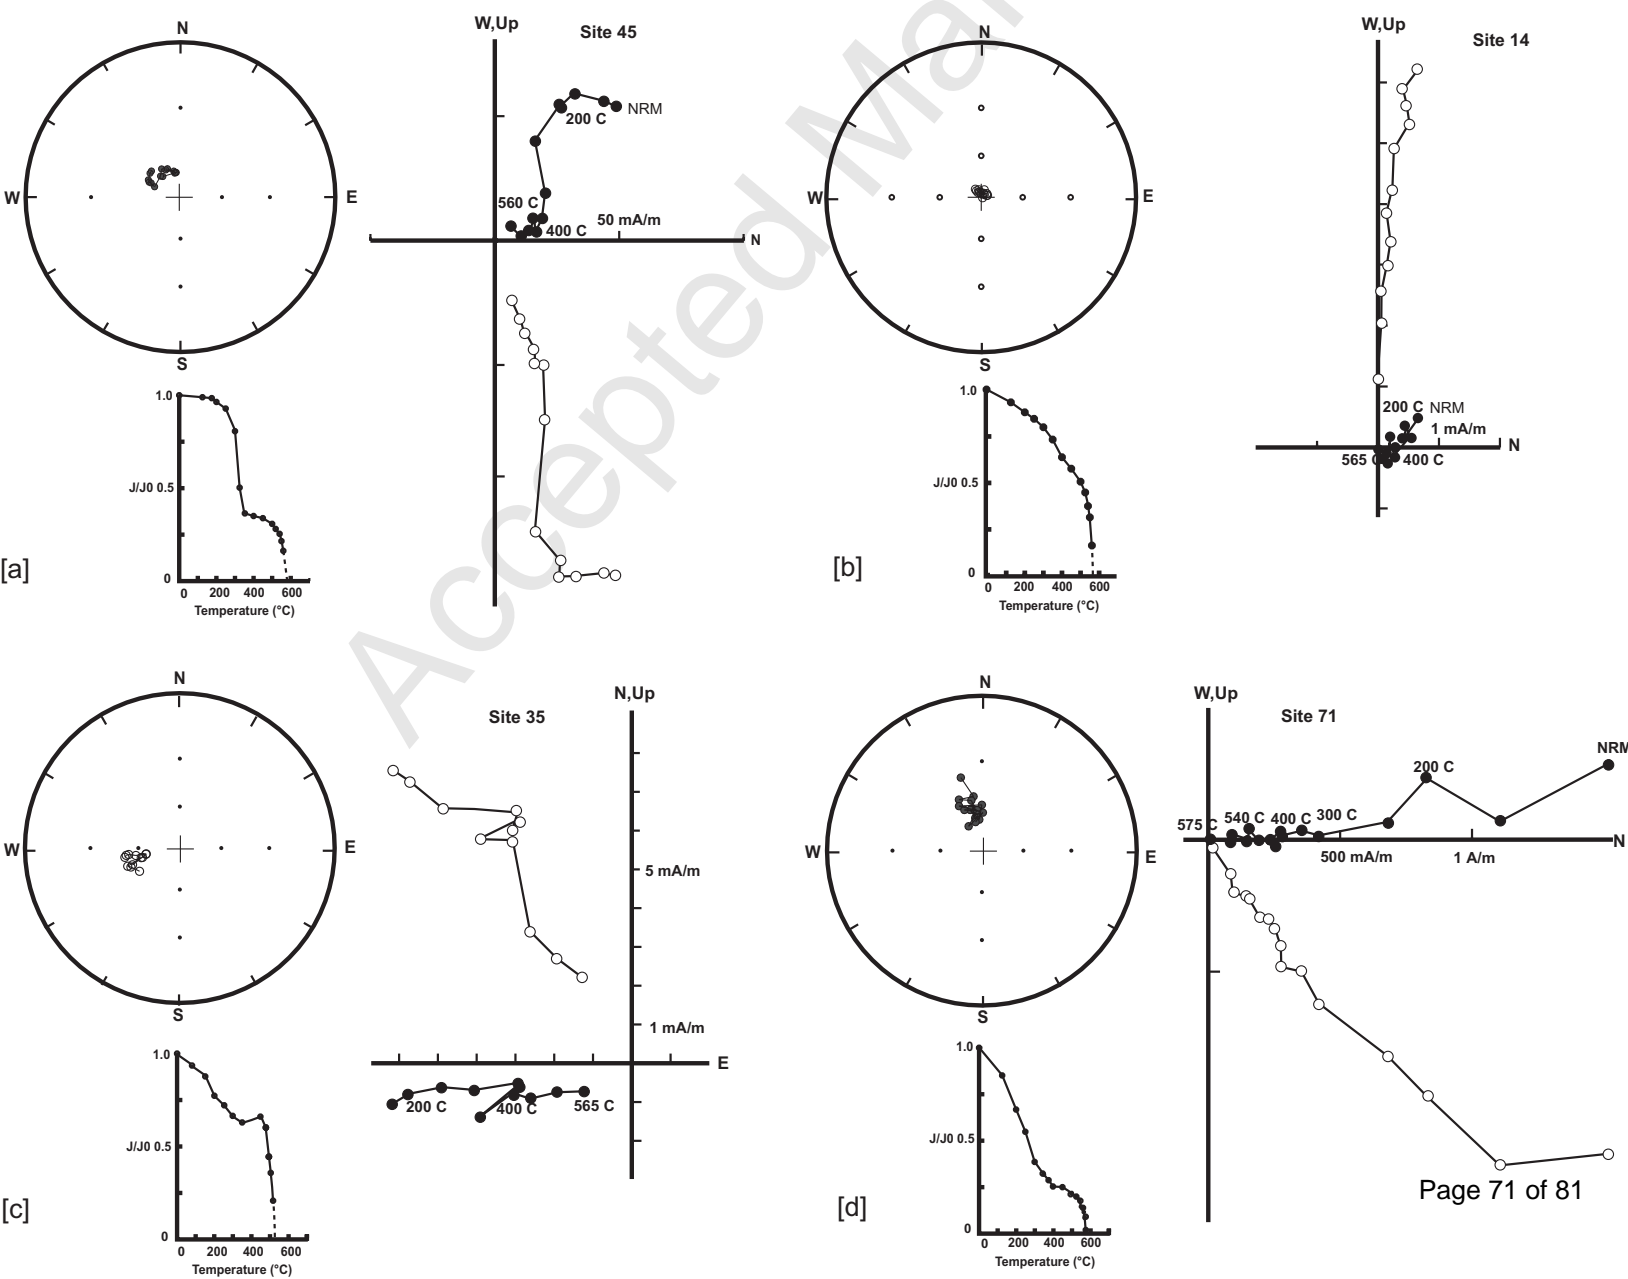 Accepted Ma
N
W
E
S
W,Up
Site 45
NRM
200 C
560 C
400 C
50 mA/m
N
1.0
J/J0 0.5
0
0 200 400 600
Temperature (°C)
[a]
N
W
E
S
W,Up
Site 14
200 C NRM
1 mA/m
N
565 C 400 C
1.0
J/J0 0.5
0
0 200 400 600
Temperature (°C)
[b]
N
W
E
S
N,Up
Site 35
5 mA/m
1 mA/m
E
200 C
400 C
565 C
1.0
J/J0 0.5
0
0 200 400 600
Temperature (°C)
[c]
N
W
E
S
W,Up
Site 71
NRM
200 C
575 C 540 C 400 C 300 C
N
500 mA/m
1 A/m
1.0
J/J0 0.5
0
0 200 400 600
Temperature (°C)
[d]
Page 71 of 81